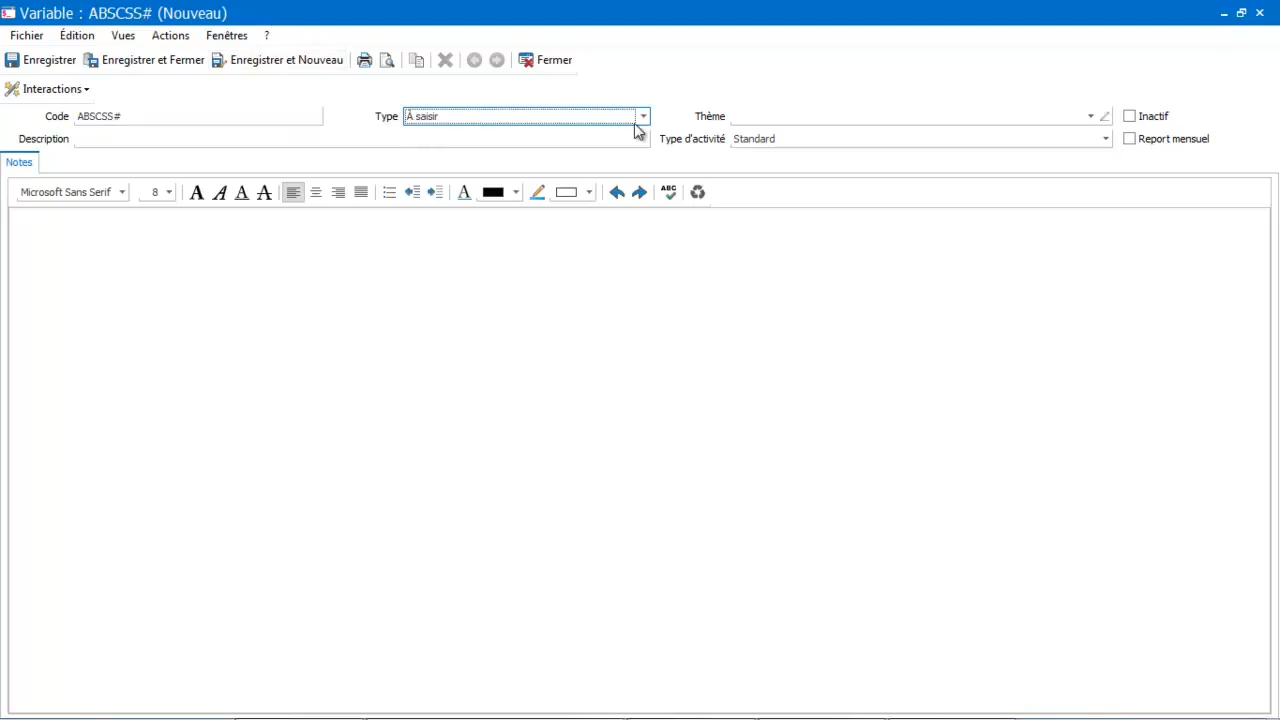 Variable : ABSCSS# (Nouveau)
Fichier Édition Vues Actions Fenêtres ?
Enregistrer Enregistrer et Fermer Enregistrer et Nouveau Fermer
Interactions
Code ABSCSS# Type À saisir Thème Inactif
Description Type d'activité Standard Report mensuel
Notes
Microsoft Sans Serif 8 A A A A A ABC